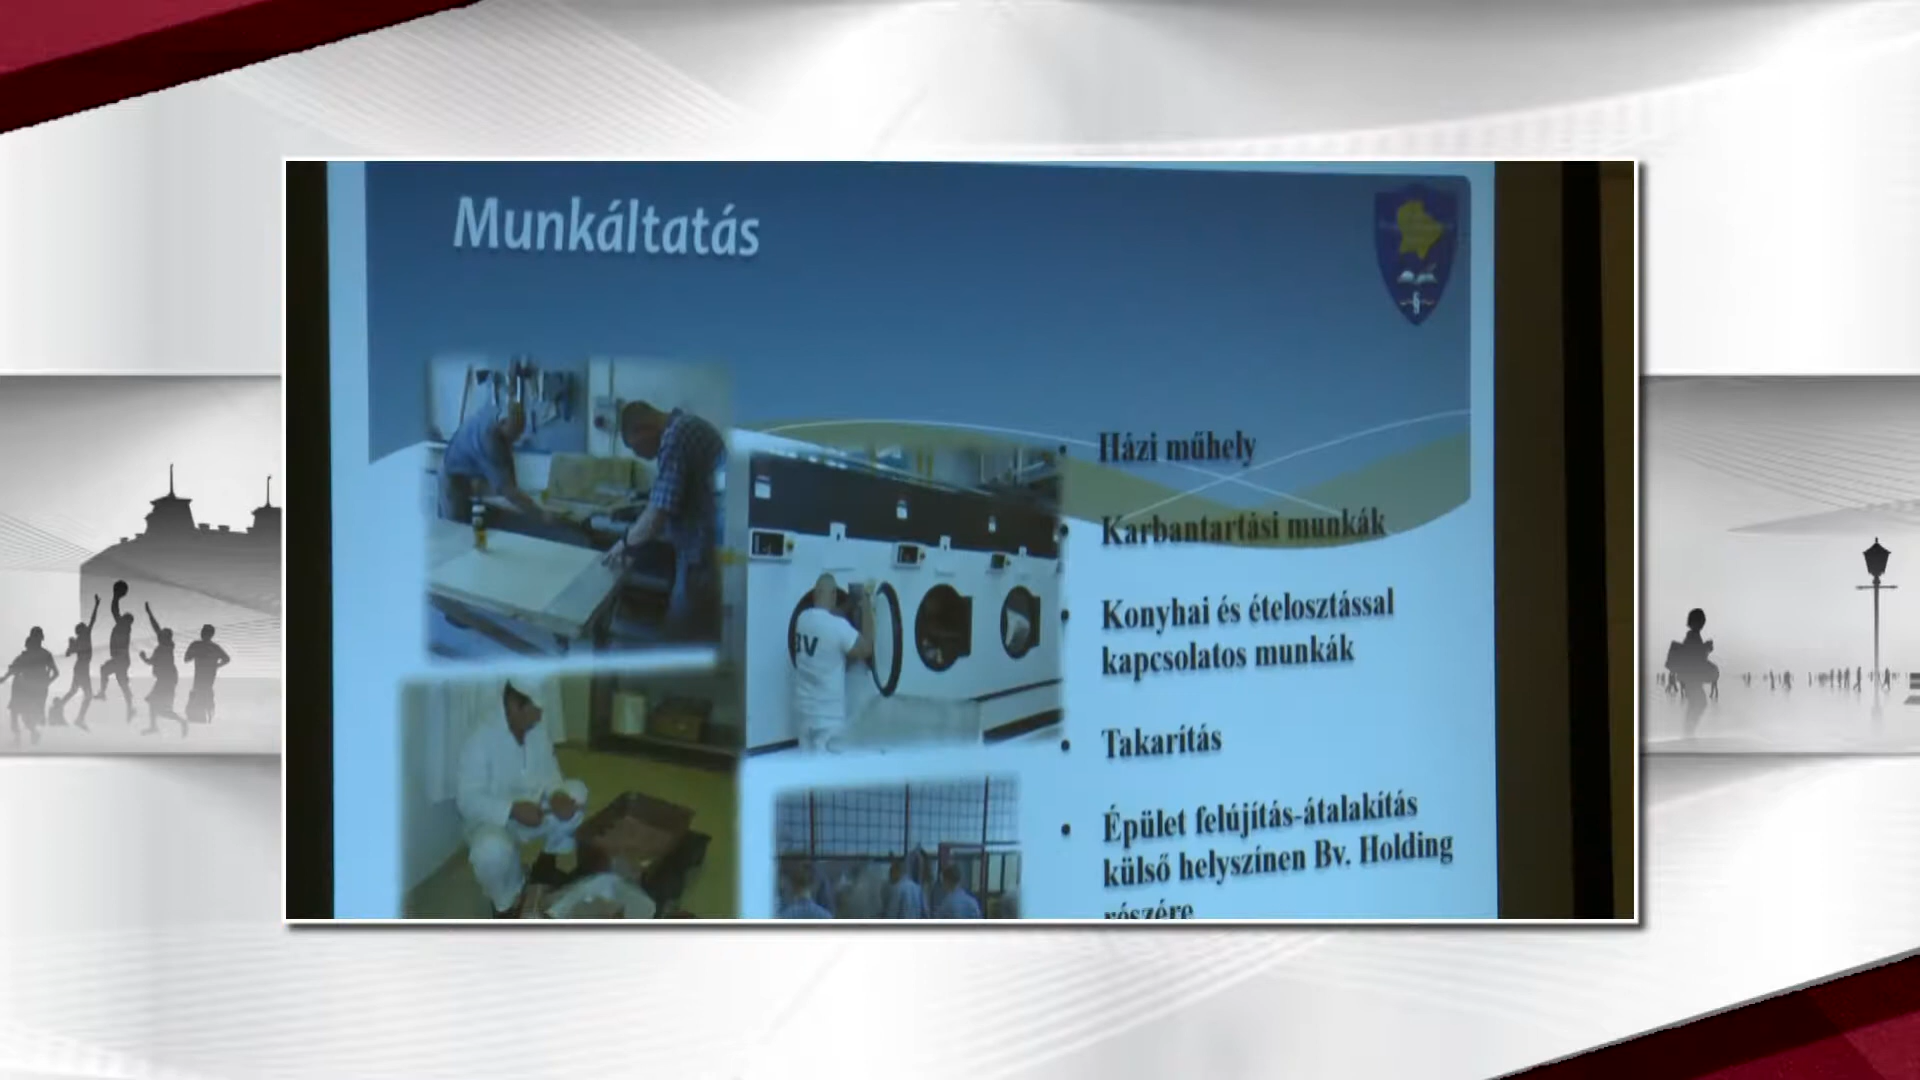 Munkáltatás
Házi műhely
Karbantartási munkák
Konyhai és ételosztással
kapcsolatos munkák
Takarítás
Épület felújítás-átalakítás
külső helyszínen Bv. Holding
részére
BV